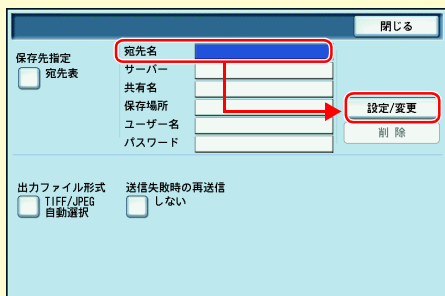 閉じる
保存先指定
宛先表
宛先名
サーバー
共有名
保存場所
ユーザー名
パスワード
設定/変更
削 除
出力ファイル形式
TIFF/JPEG
自動選択
送信失敗時の再送信
しない